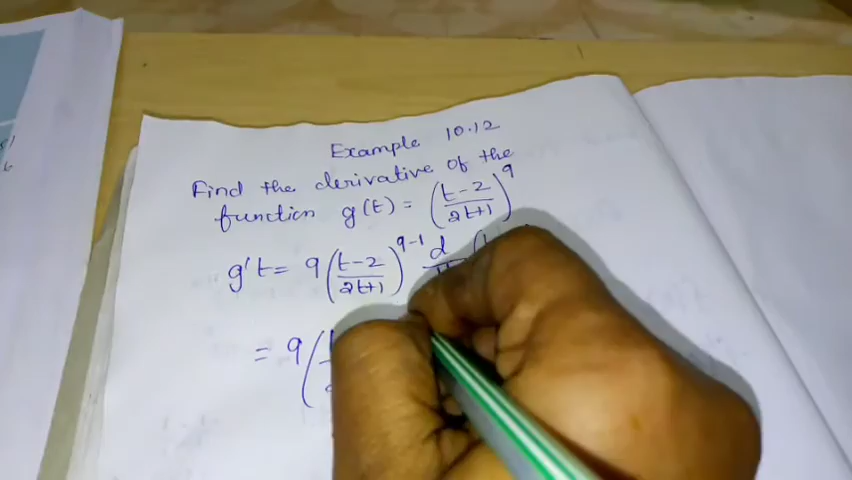 Example 10.12
Find the derivative of the
function g(t) = (t-2/2t+1)^9
g't = 9(t-2/2t+1)^9-1 d
= 9(